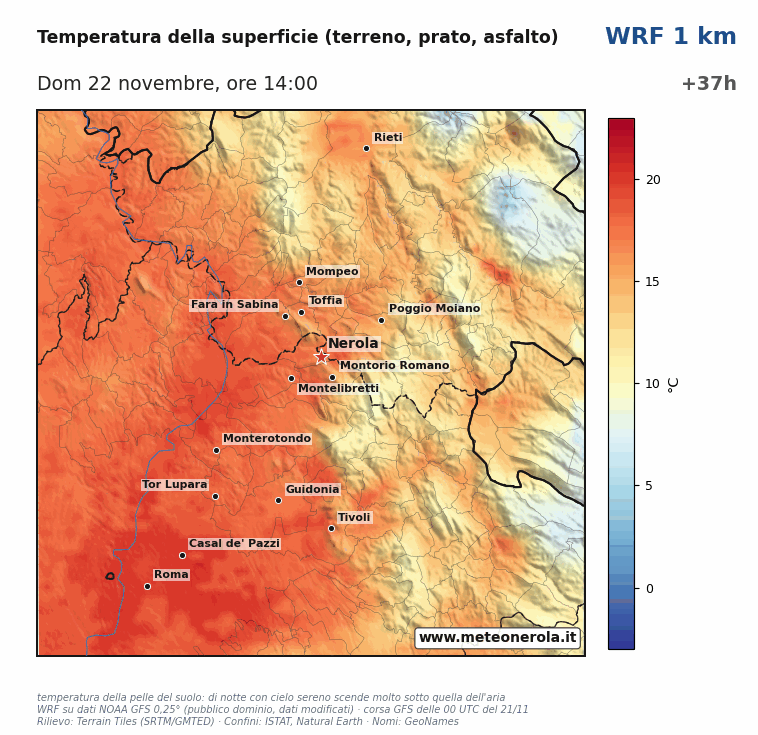 Temperatura della superficie (terreno, prato, asfalto)
WRF 1 km
Dom 22 novembre, ore 14:00
+37h
Rieti
Mompeo
Fara in Sabina
Toffia
Poggio Moiano
Nerola
Montorio Romano
Montelibretti
Monterotondo
Tor Lupara
Guidonia
Tivoli
Casal de' Pazzi
Roma
www.meteonerola.it
20
15
10
5
0
°C
temperatura della pelle del suolo: di notte con cielo sereno scende molto sotto quella dell'aria
WRF su dati NOAA GFS 0,25° (pubblico dominio, dati modificati) · corsa GFS delle 00 UTC del 21/11
Rilievo: Terrain Tiles (SRTM/GMTED) · Confini: ISTAT, Natural Earth · Nomi: GeoNames